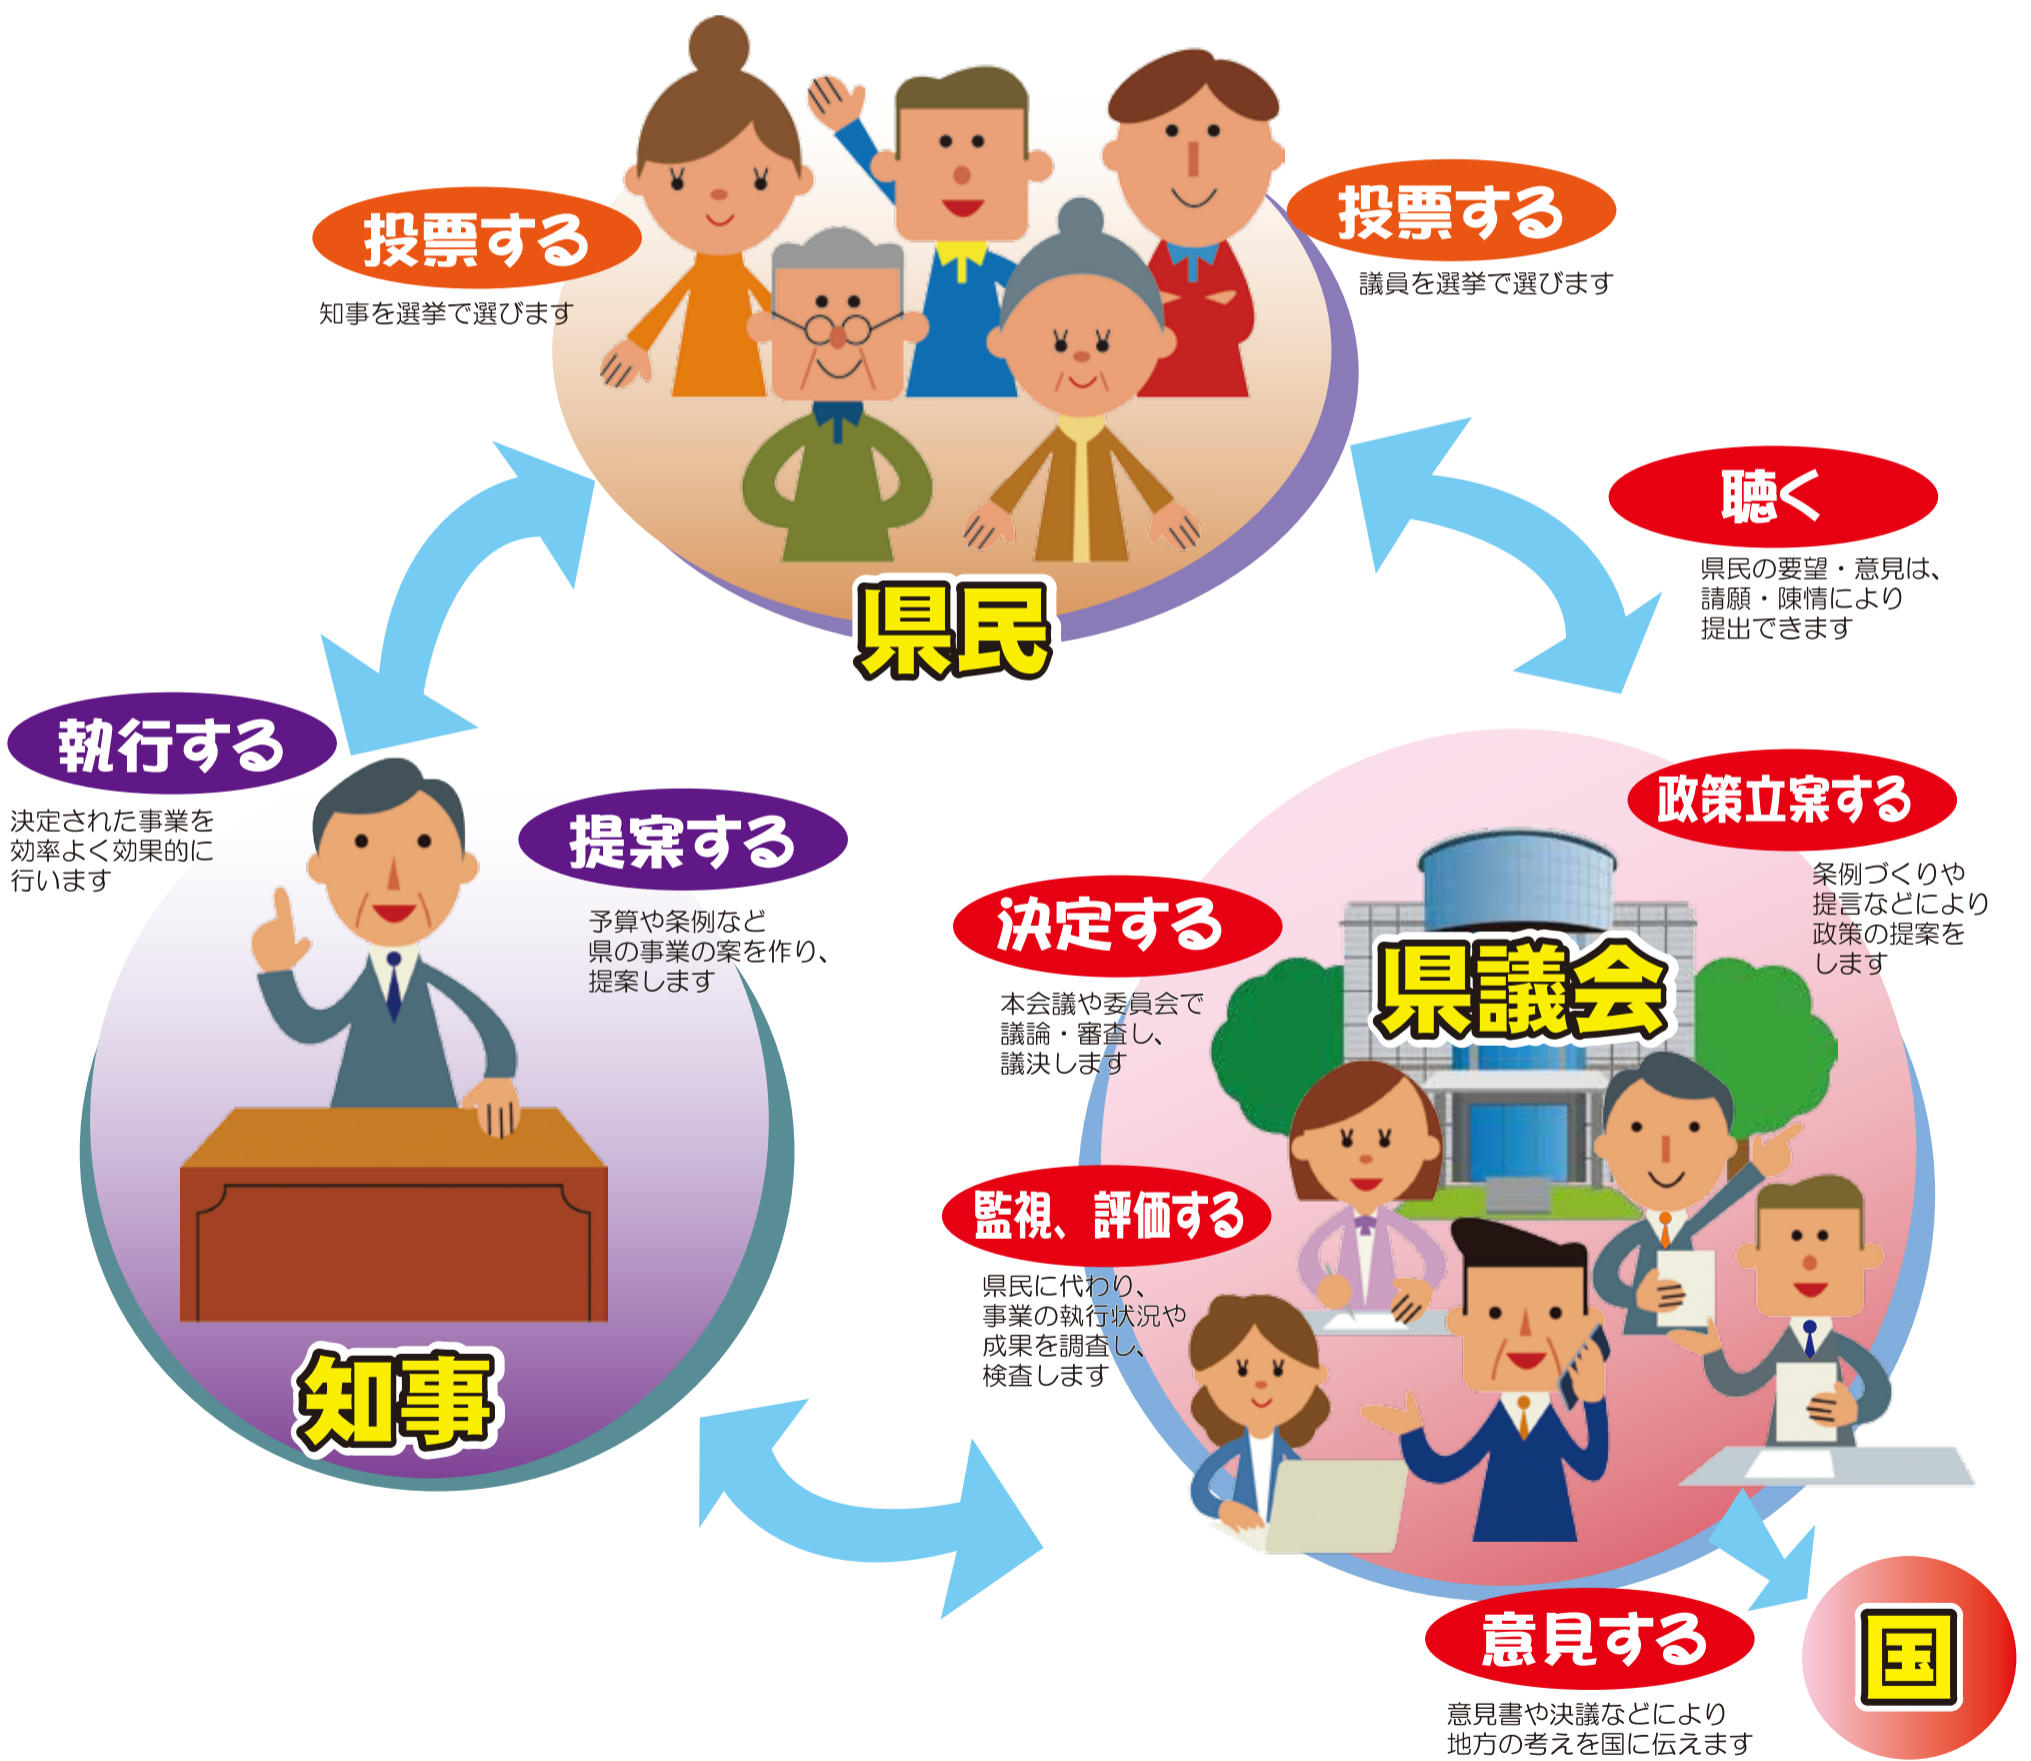 投票する
知事を選挙で選びます
投票する
議員を選挙で選びます
県民
聴く
県民の要望・意見は、
請願・陳情により
提出できます
執行する
決定された事業を
効率よく効果的に
行います
提案する
予算や条例など
県の事業の案を作り、
提案します
知事
政策立案する
条例づくりや
提言などにより
政策の提案を
します
決定する
本会議や委員会で
議論・審査し、
議決します
県議会
監視、評価する
県民に代わり、
事業の執行状況や
成果を調査し、
検査します
意見する
意見書や決議などにより
地方の考えを国に伝えます
国